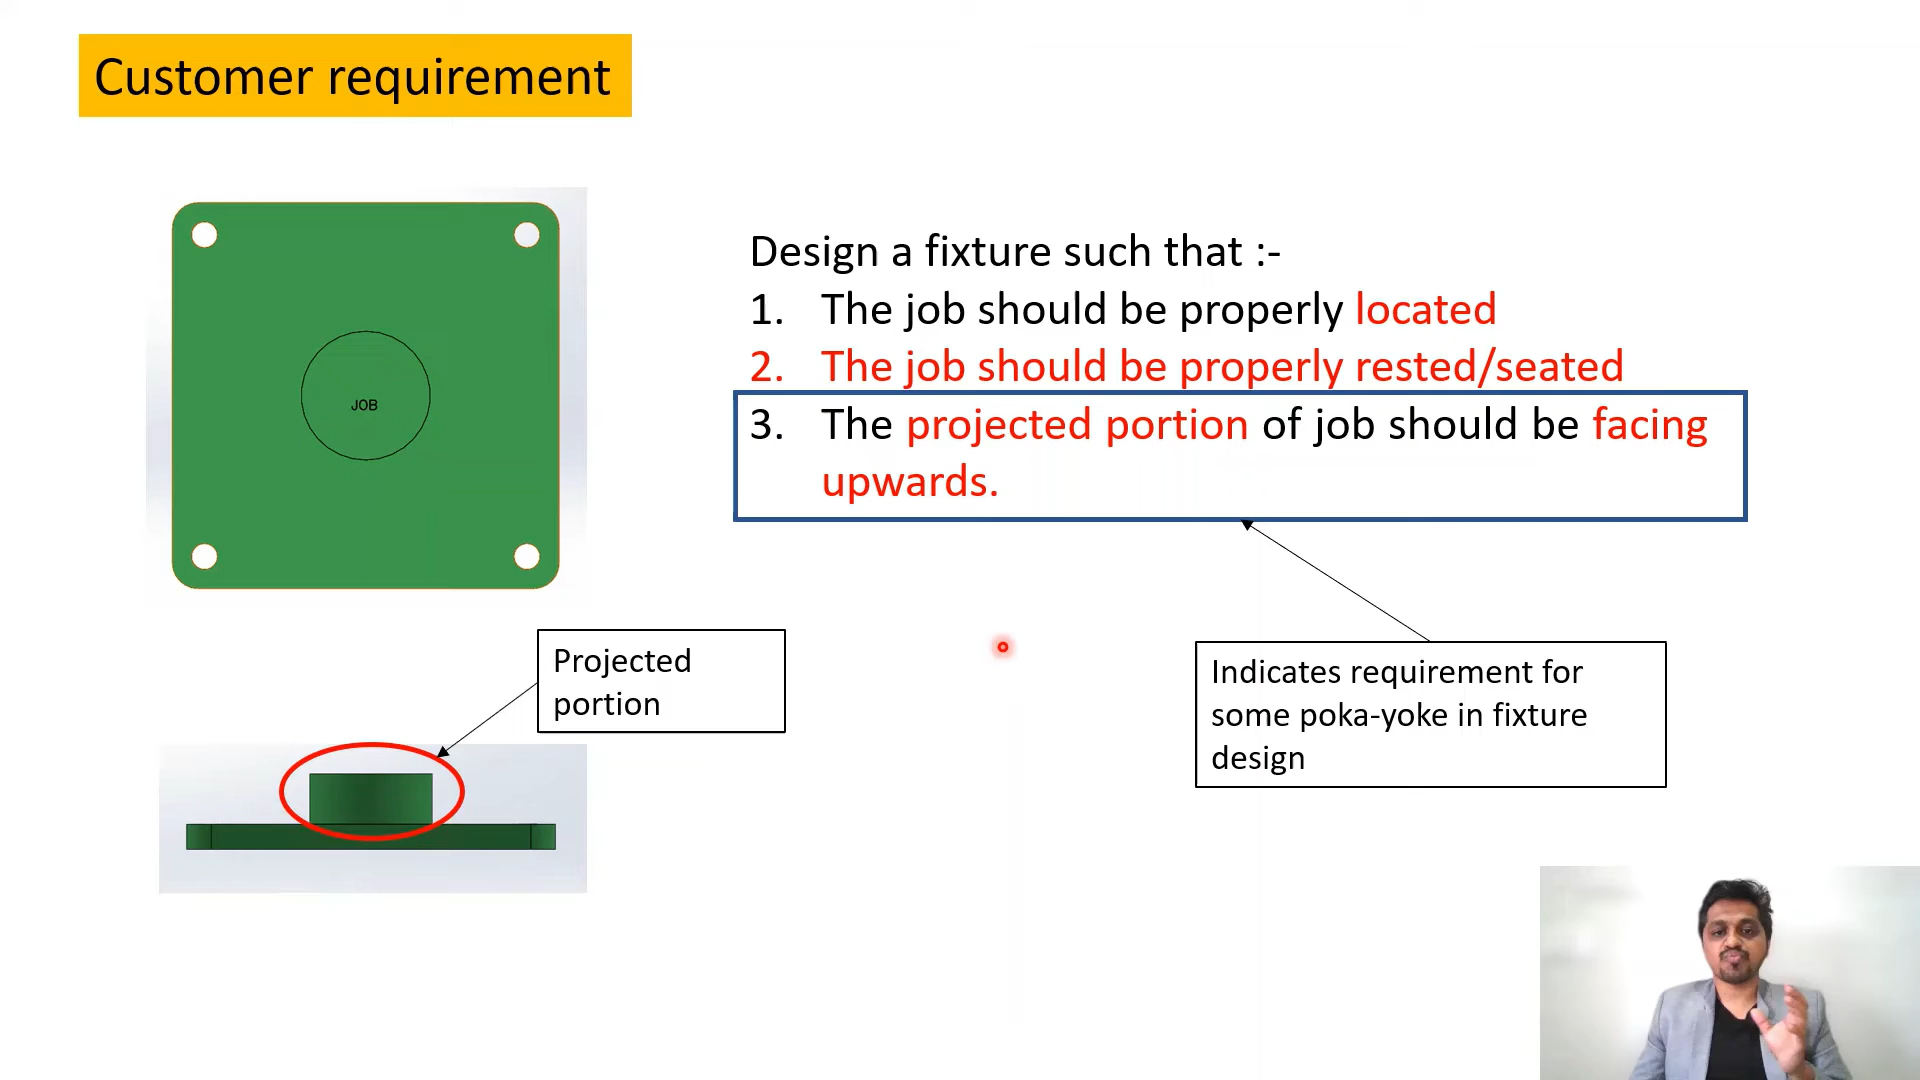 Customer requirement
JOB
Design a fixture such that :-
1. The job should be properly located
2. The job should be properly rested/seated
3. The projected portion of job should be facing
upwards.
Projected
portion
Indicates requirement for
some poka-yoke in fixture
design